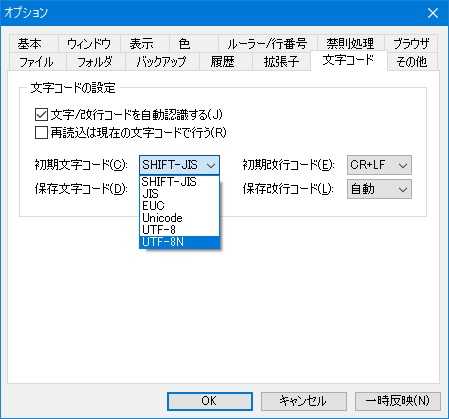 オプション
基本 ウィンドウ 表示 色 ルーラー/行番号 禁則処理 ブラウザ
ファイル フォルダ バックアップ 履歴 拡張子 文字コード その他
文字コードの設定
文字/改行コードを自動認識する(J)
再読込は現在の文字コードで行う(R)
初期文字コード(C): SHIFT-JIS 初期改行コード(E): CR+LF
保存文字コード(D): 保存改行コード(L): 自動
SHIFT-JIS
JIS
EUC
Unicode
UTF-8
UTF-8N
OK キャンセル 一時反映(N)